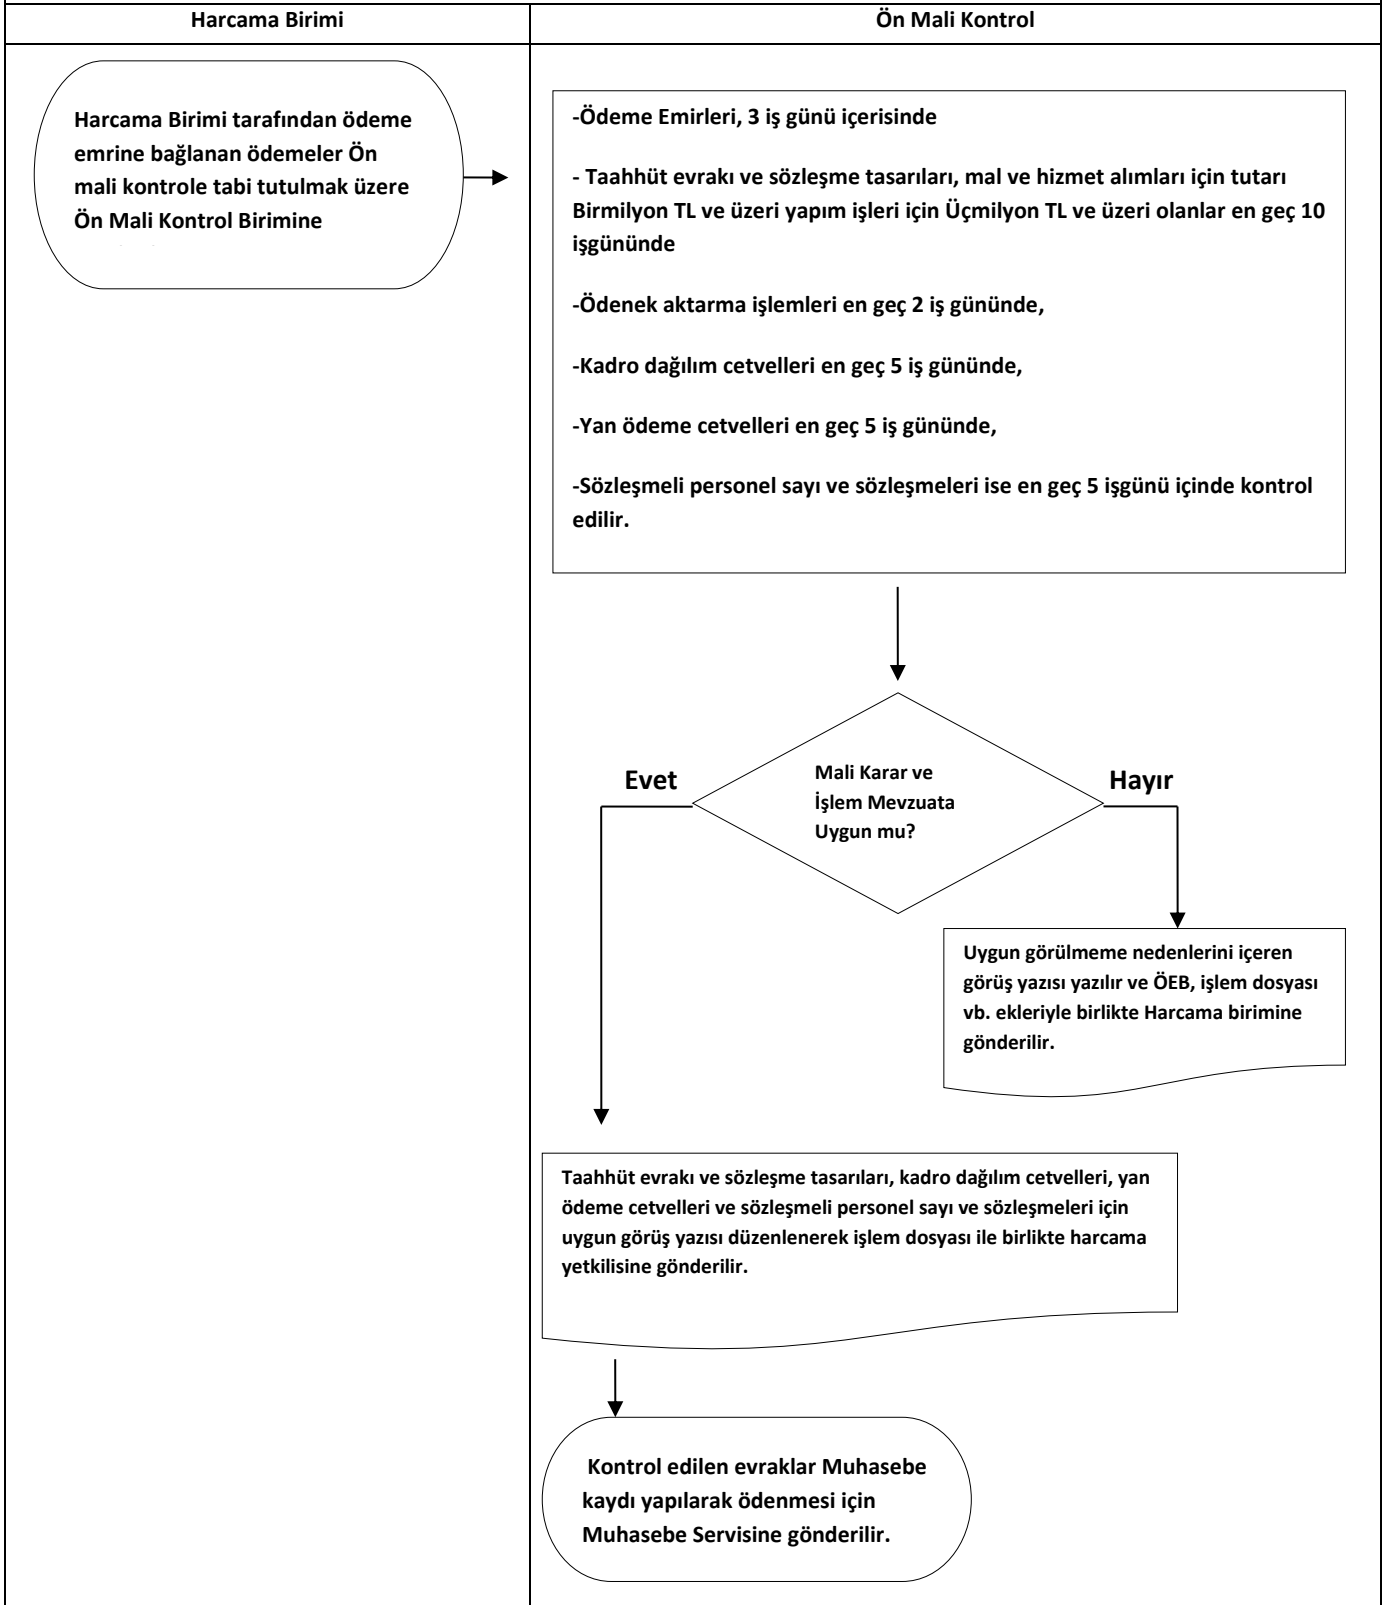 Harcama Birimi
Ön Mali Kontrol
Harcama Birimi tarafından ödeme
emrine bağlanan ödemeler Ön
mali kontrole tabi tutulmak üzere
Ön Mali Kontrol Birimine
-Ödeme Emirleri, 3 iş günü içerisinde
- Taahhüt evrakı ve sözleşme tasarıları, mal ve hizmet alımları için tutarı
Birmilyon TL ve üzeri yapım işleri için Üçmilyon TL ve üzeri olanlar en geç 10
işgününde
-Ödenek aktarma işlemleri en geç 2 iş gününde,
-Kadro dağılım cetvelleri en geç 5 iş gününde,
-Yan ödeme cetvelleri en geç 5 iş gününde,
-Sözleşmeli personel sayı ve sözleşmeleri ise en geç 5 işgünü içinde kontrol
edilir.
Evet
Mali Karar ve
İşlem Mevzuata
Uygun mu?
Hayır
Uygun görülmeme nedenlerini içeren
görüş yazısı yazılır ve ÖEB, işlem dosyası
vb. ekleriyle birlikte Harcama birimine
gönderilir.
Taahhüt evrakı ve sözleşme tasarıları, kadro dağılım cetvelleri, yan
ödeme cetvelleri ve sözleşmeli personel sayı ve sözleşmeleri için
uygun görüş yazısı düzenlenerek işlem dosyası ile birlikte harcama
yetkilisine gönderilir.
Kontrol edilen evraklar Muhasebe
kaydı yapılarak ödenmesi için
Muhasebe Servisine gönderilir.